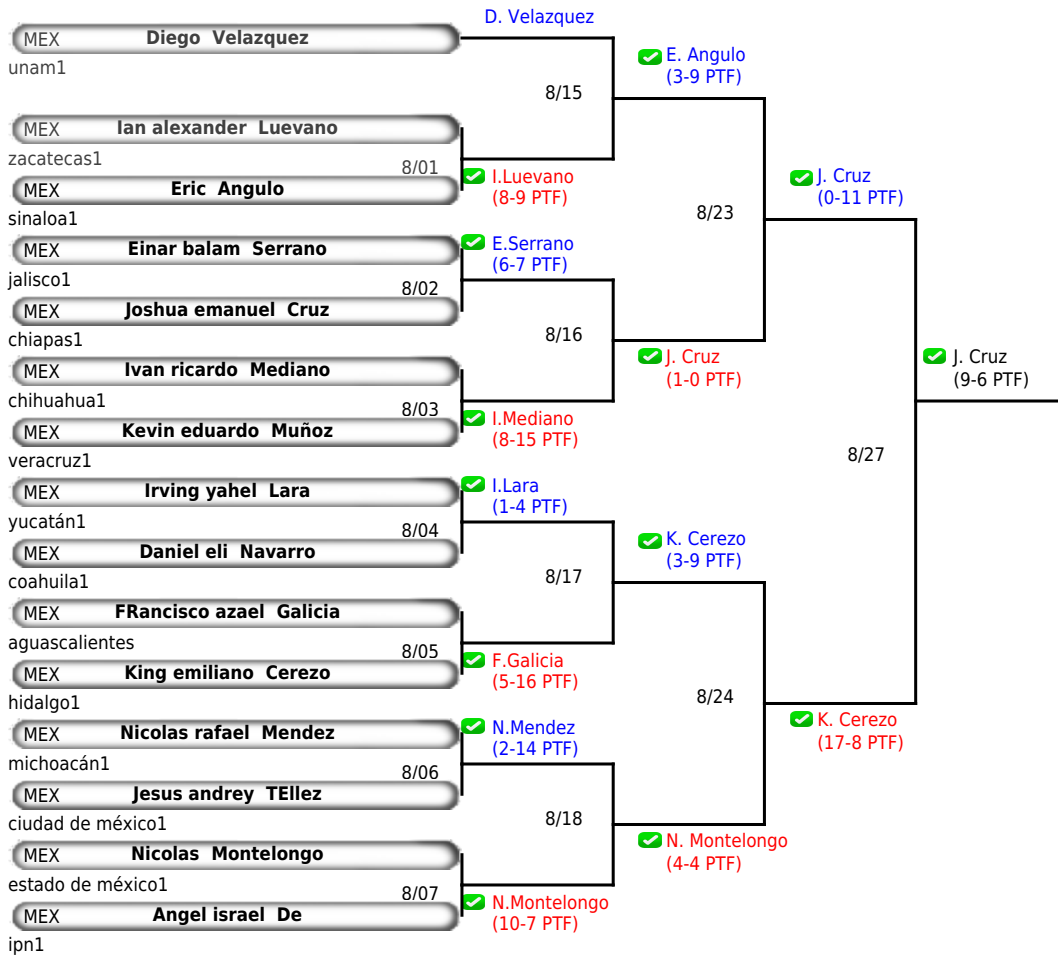 D. Velazquez
MEX Diego Velazquez
unam1
E. Angulo
(3-9 PTF)
8/15
MEX Ian alexander Luevano
zacatecas1
8/01
MEX Eric Angulo
sinaloa1
I.Luevano
(8-9 PTF)
J. Cruz
(0-11 PTF)
8/23
MEX Einar balam Serrano
jalisco1
E.Serrano
(6-7 PTF)
8/02
MEX Joshua emanuel Cruz
chiapas1
8/16
J. Cruz
(1-0 PTF)
J. Cruz
(9-6 PTF)
MEX Ivan ricardo Mediano
chihuahua1
8/03
MEX Kevin eduardo Muñoz
veracruz1
I.Mediano
(8-15 PTF)
8/27
MEX Irving yahel Lara
yucatán1
I.Lara
(1-4 PTF)
8/04
MEX Daniel eli Navarro
coahuila1
K. Cerezo
(3-9 PTF)
8/17
MEX FRancisco azael Galicia
aguascalientes
8/05
MEX King emiliano Cerezo
hidalgo1
F.Galicia
(5-16 PTF)
8/24
K. Cerezo
(17-8 PTF)
MEX Nicolas rafael Mendez
michoacán1
N.Mendez
(2-14 PTF)
8/06
MEX Jesus andrey TEllez
ciudad de méxico1
8/18
N. Montelongo
(4-4 PTF)
MEX Nicolas Montelongo
estado de méxico1
8/07
MEX Angel israel De
ipn1
N.Montelongo
(10-7 PTF)